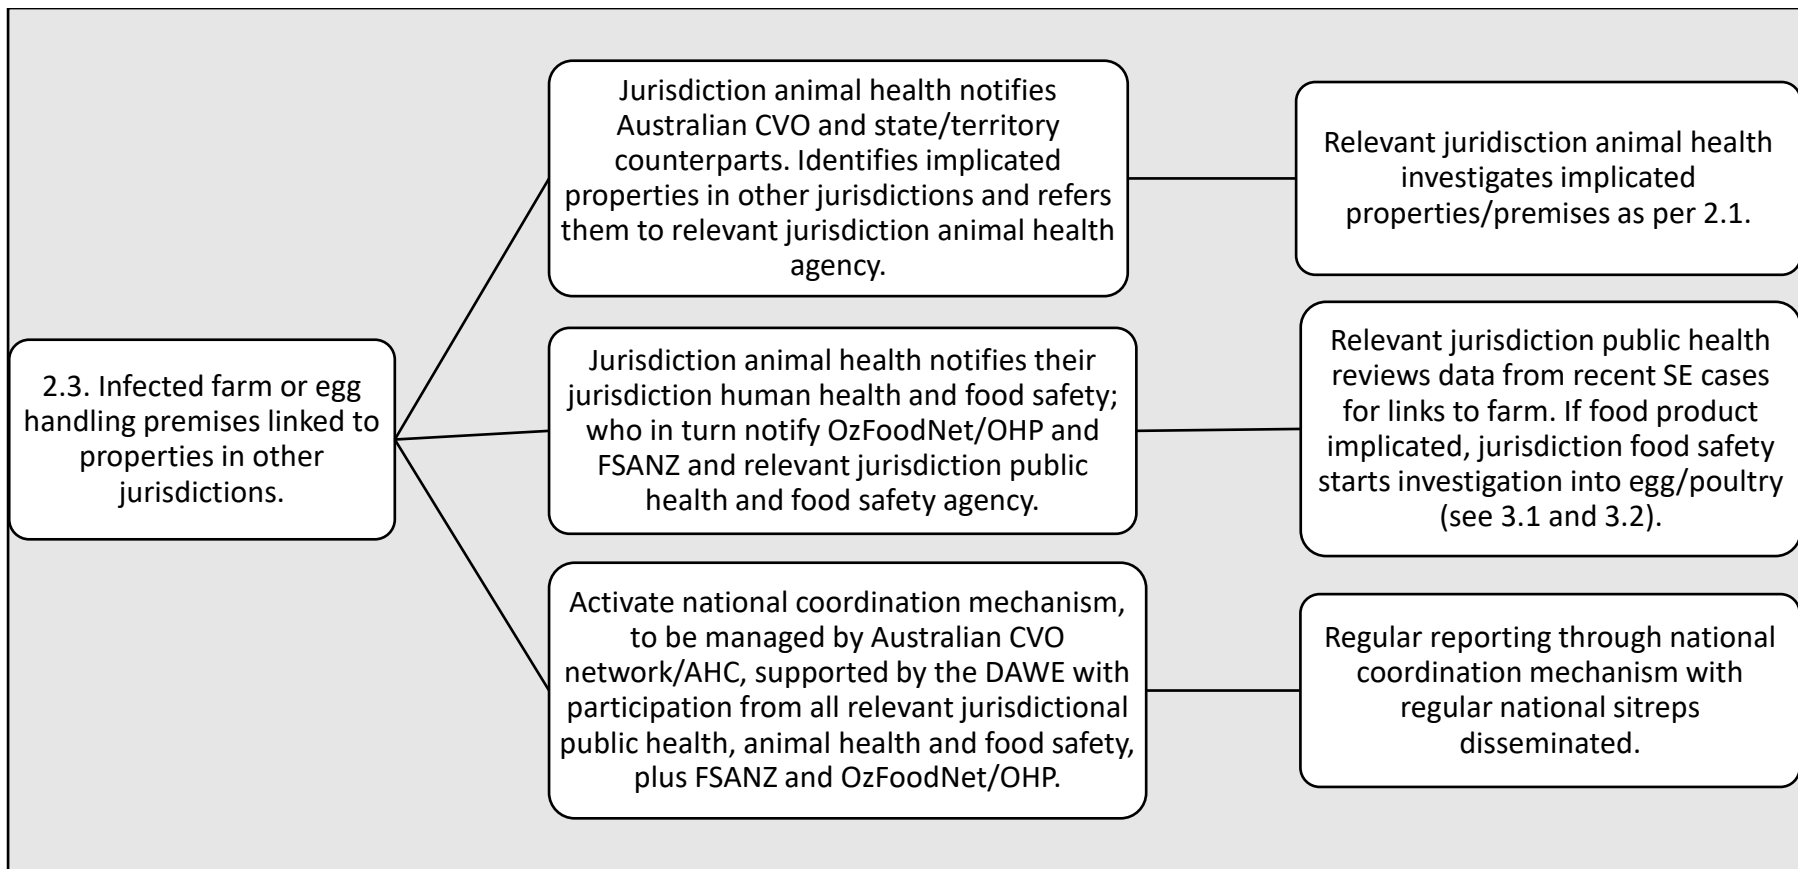 2.3. Infected farm or egg
handling premises linked to
properties in other
jurisdictions.
Jurisdiction animal health notifies
Australian CVO and state/territory
counterparts. Identifies implicated
properties in other jurisdictions and refers
them to relevant jurisdiction animal health
agency.
Relevant juridisction animal health
investigates implicated
properties/premises as per 2.1.
Jurisdiction animal health notifies their
jurisdiction human health and food safety;
who in turn notify OzFoodNet/OHP and
FSANZ and relevant jurisdiction public
health and food safety agency.
Relevant jurisdiction public health
reviews data from recent SE cases
for links to farm. If food product
implicated, jurisdiction food safety
starts investigation into egg/poultry
(see 3.1 and 3.2).
Activate national coordination mechanism,
to be managed by Australian CVO
network/AHC, supported by the DAWE with
participation from all relevant jurisdictional
public health, animal health and food safety,
plus FSANZ and OzFoodNet/OHP.
Regular reporting through national
coordination mechanism with
regular national sitreps
disseminated.